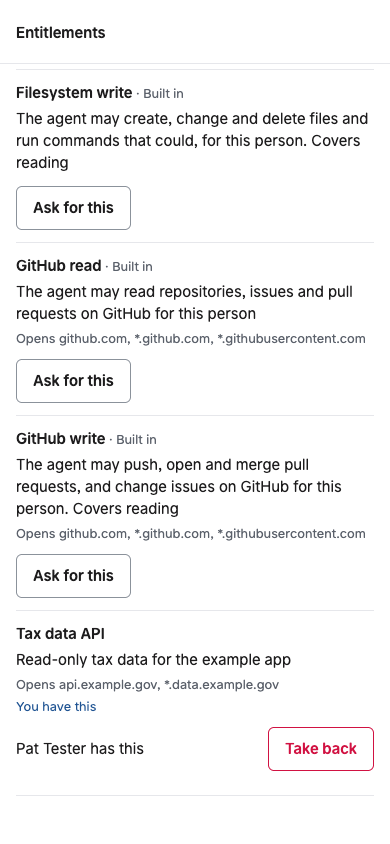 Entitlements
Filesystem write · Built in
The agent may create, change and delete files and
run commands that could, for this person. Covers
reading
Ask for this
GitHub read · Built in
The agent may read repositories, issues and pull
requests on GitHub for this person
Opens github.com, *.github.com, *.githubusercontent.com
Ask for this
GitHub write · Built in
The agent may push, open and merge pull
requests, and change issues on GitHub for this
person. Covers reading
Opens github.com, *.github.com, *.githubusercontent.com
Ask for this
Tax data API
Read-only tax data for the example app
Opens api.example.gov, *.data.example.gov
You have this
Pat Tester has this
Take back